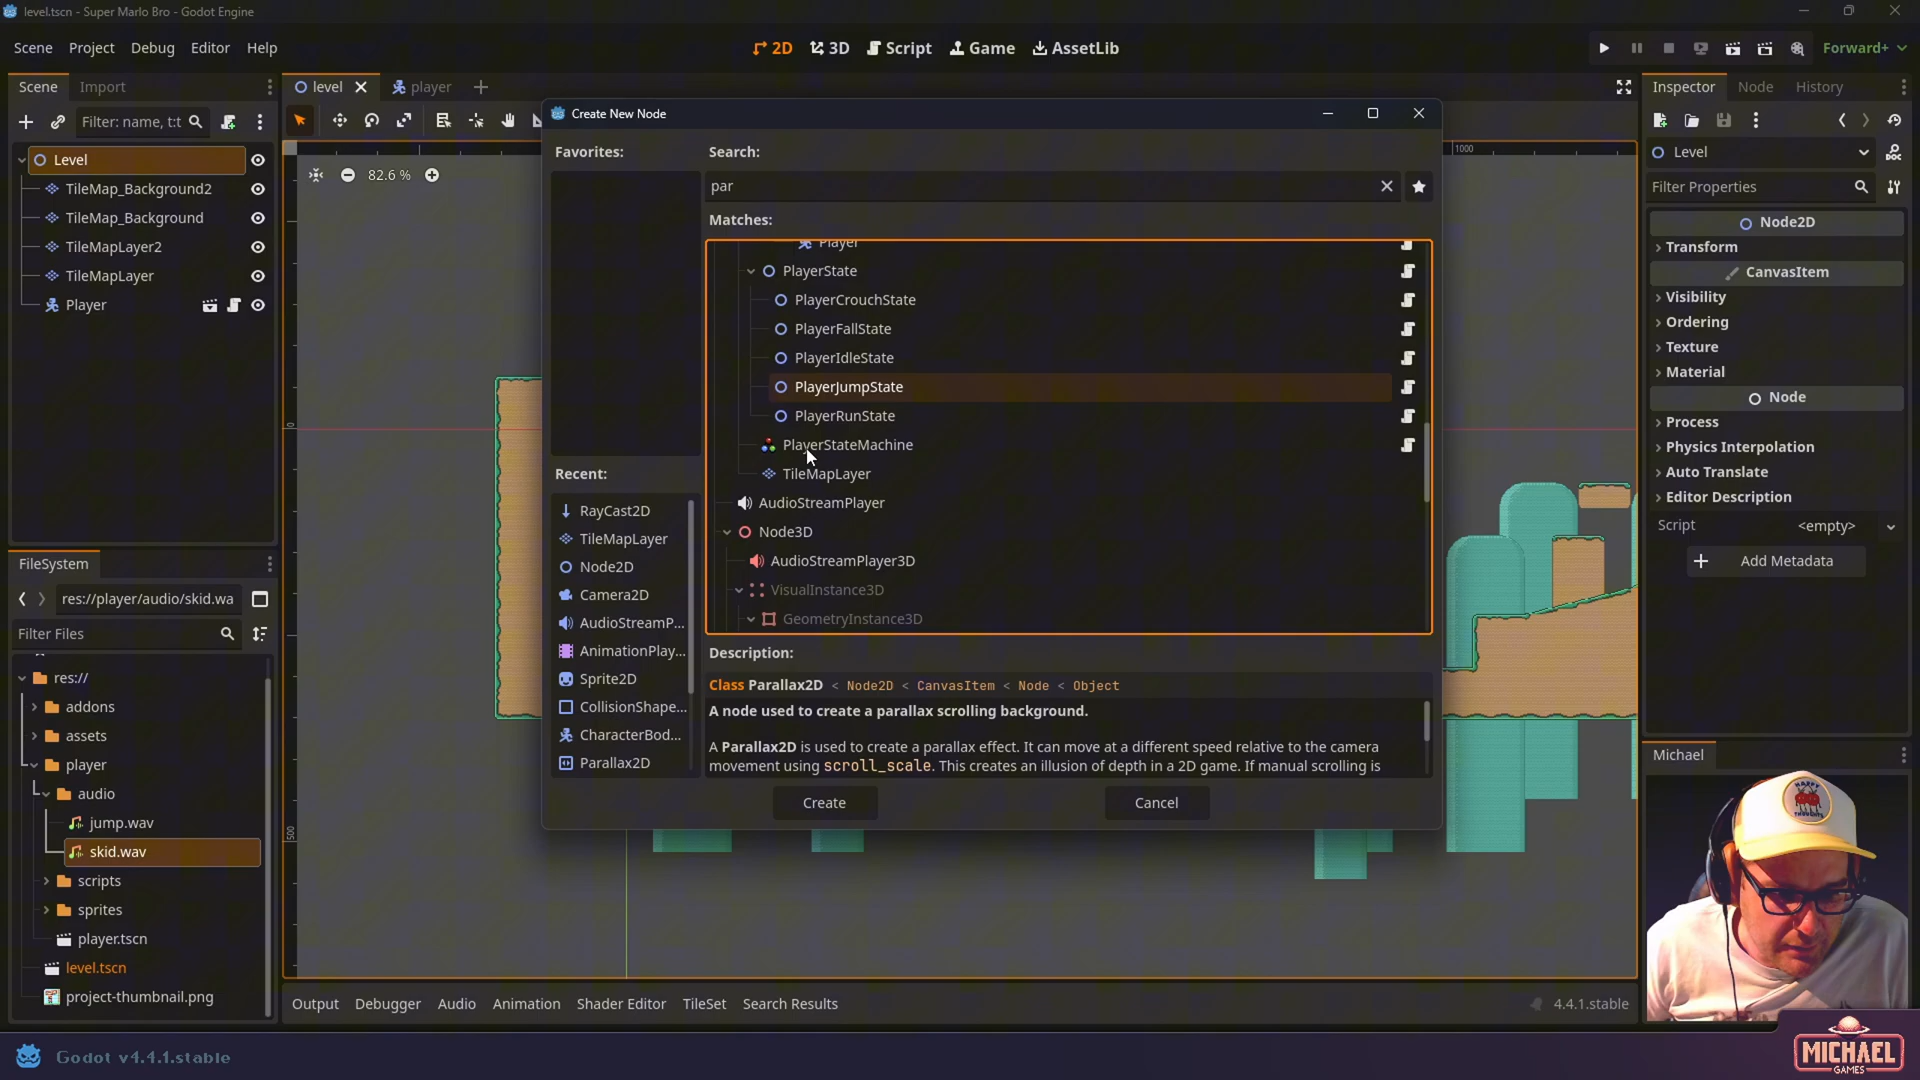 level.tscn - Super Marlo Bro - Godot Engine
Scene Project Debug Editor Help
2D 3D Script Game AssetLib
Forward+
Scene Import
level player
Inspector Node History
Filter: name, t:t
82.6 %
Level
TileMap_Background2
TileMap_Background
TileMapLayer2
TileMapLayer
Player
FileSystem
res://player/audio/skid.wa
Filter Files
res://
addons
assets
player
audio
jump.wav
skid.wav
scripts
sprites
player.tscn
level.tscn
project-thumbnail.png
0
500
1000
Create New Node
Favorites:
Recent:
RayCast2D
TileMapLayer
Node2D
Camera2D
AudioStreamP...
AnimationPlay...
Sprite2D
CollisionShape...
CharacterBod...
Parallax2D
Search:
par
Matches:
Player
PlayerState
PlayerCrouchState
PlayerFallState
PlayerIdleState
PlayerJumpState
PlayerRunState
PlayerStateMachine
TileMapLayer
AudioStreamPlayer
Node3D
AudioStreamPlayer3D
VisualInstance3D
GeometryInstance3D
Description:
Class Parallax2D < Node2D < CanvasItem < Node < Object
A node used to create a parallax scrolling background.
A Parallax2D is used to create a parallax effect. It can move at a different speed relative to the camera
movement using scroll_scale. This creates an illusion of depth in a 2D game. If manual scrolling is
Create Cancel
Level
Filter Properties
Node2D
Transform
CanvasItem
Visibility
Ordering
Texture
Material
Node
Process
Physics Interpolation
Auto Translate
Editor Description
Script <empty>
Add Metadata
Michael
HAPPY
THOUGHTS
Output Debugger Audio Animation Shader Editor TileSet Search Results
4.4.1.stable
Godot v4.4.1.stable
MICHAEL
GAMES